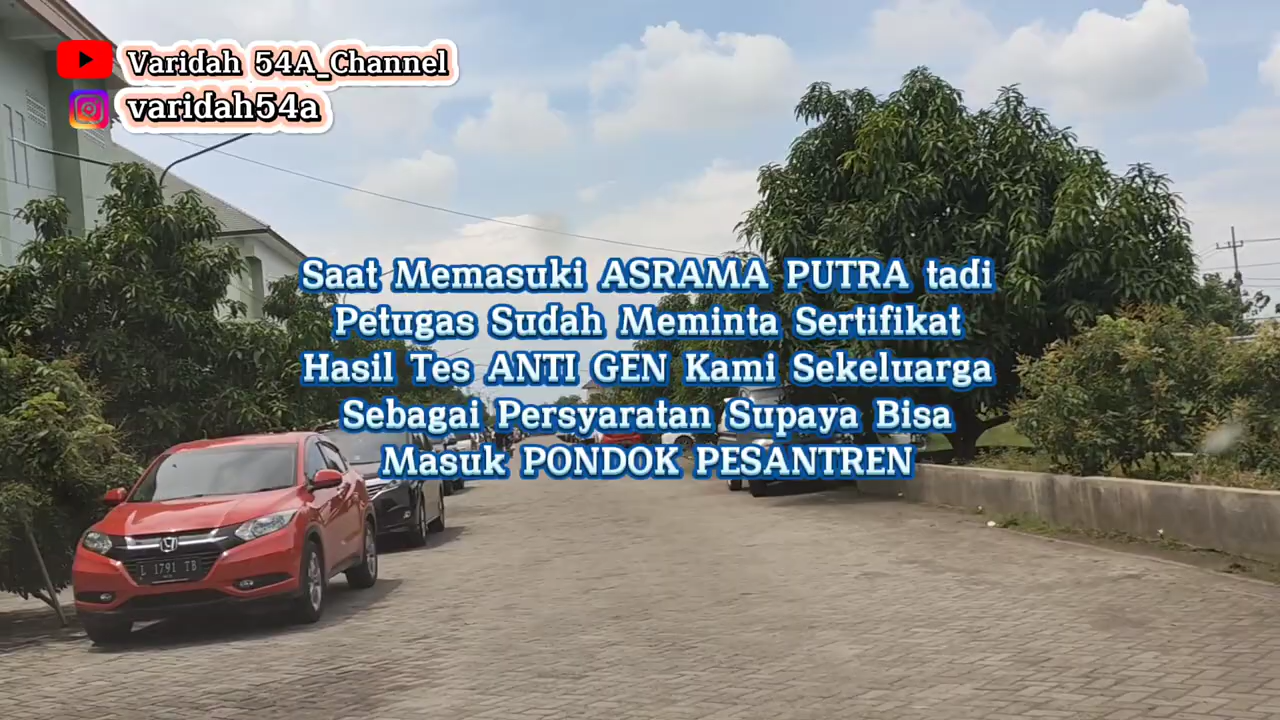 Varidah 54A_Channel
varidah54a
Saat Memasuki ASRAMA PUTRA tadi
Petugas Sudah Meminta Sertifikat
Hasil Tes ANTI GEN Kami Sekeluarga
Sebagai Persyaratan Supaya Bisa
Masuk PONDOK PESANTREN
L 1791 TB